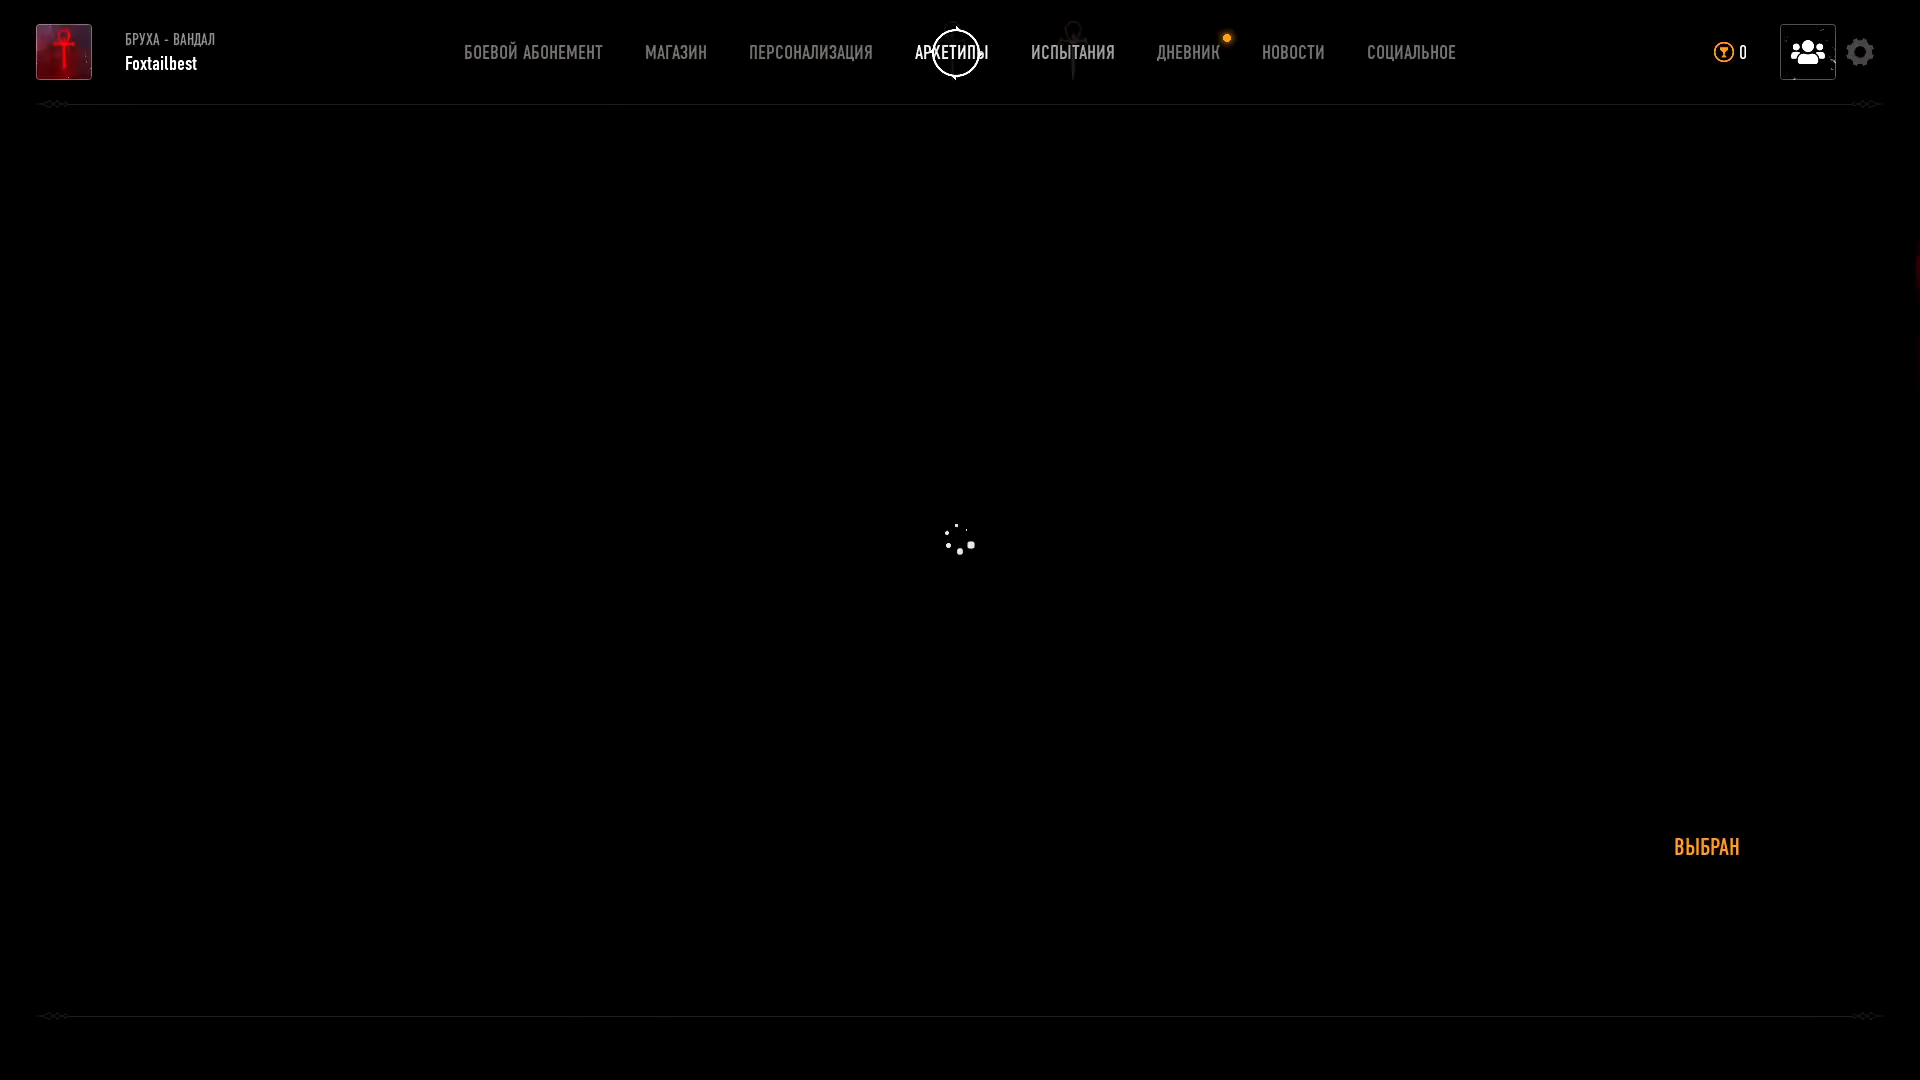 БРУХА - ВАНДАЛ
Foxtailbest
БОЕВОЙ АБОНЕМЕНТ
МАГАЗИН
ПЕРСОНАЛИЗАЦИЯ
АРХЕТИПЫ
ИСПЫТАНИЯ
ДНЕВНИК
НОВОСТИ
СОЦИАЛЬНОЕ
0
ВЫБРАН